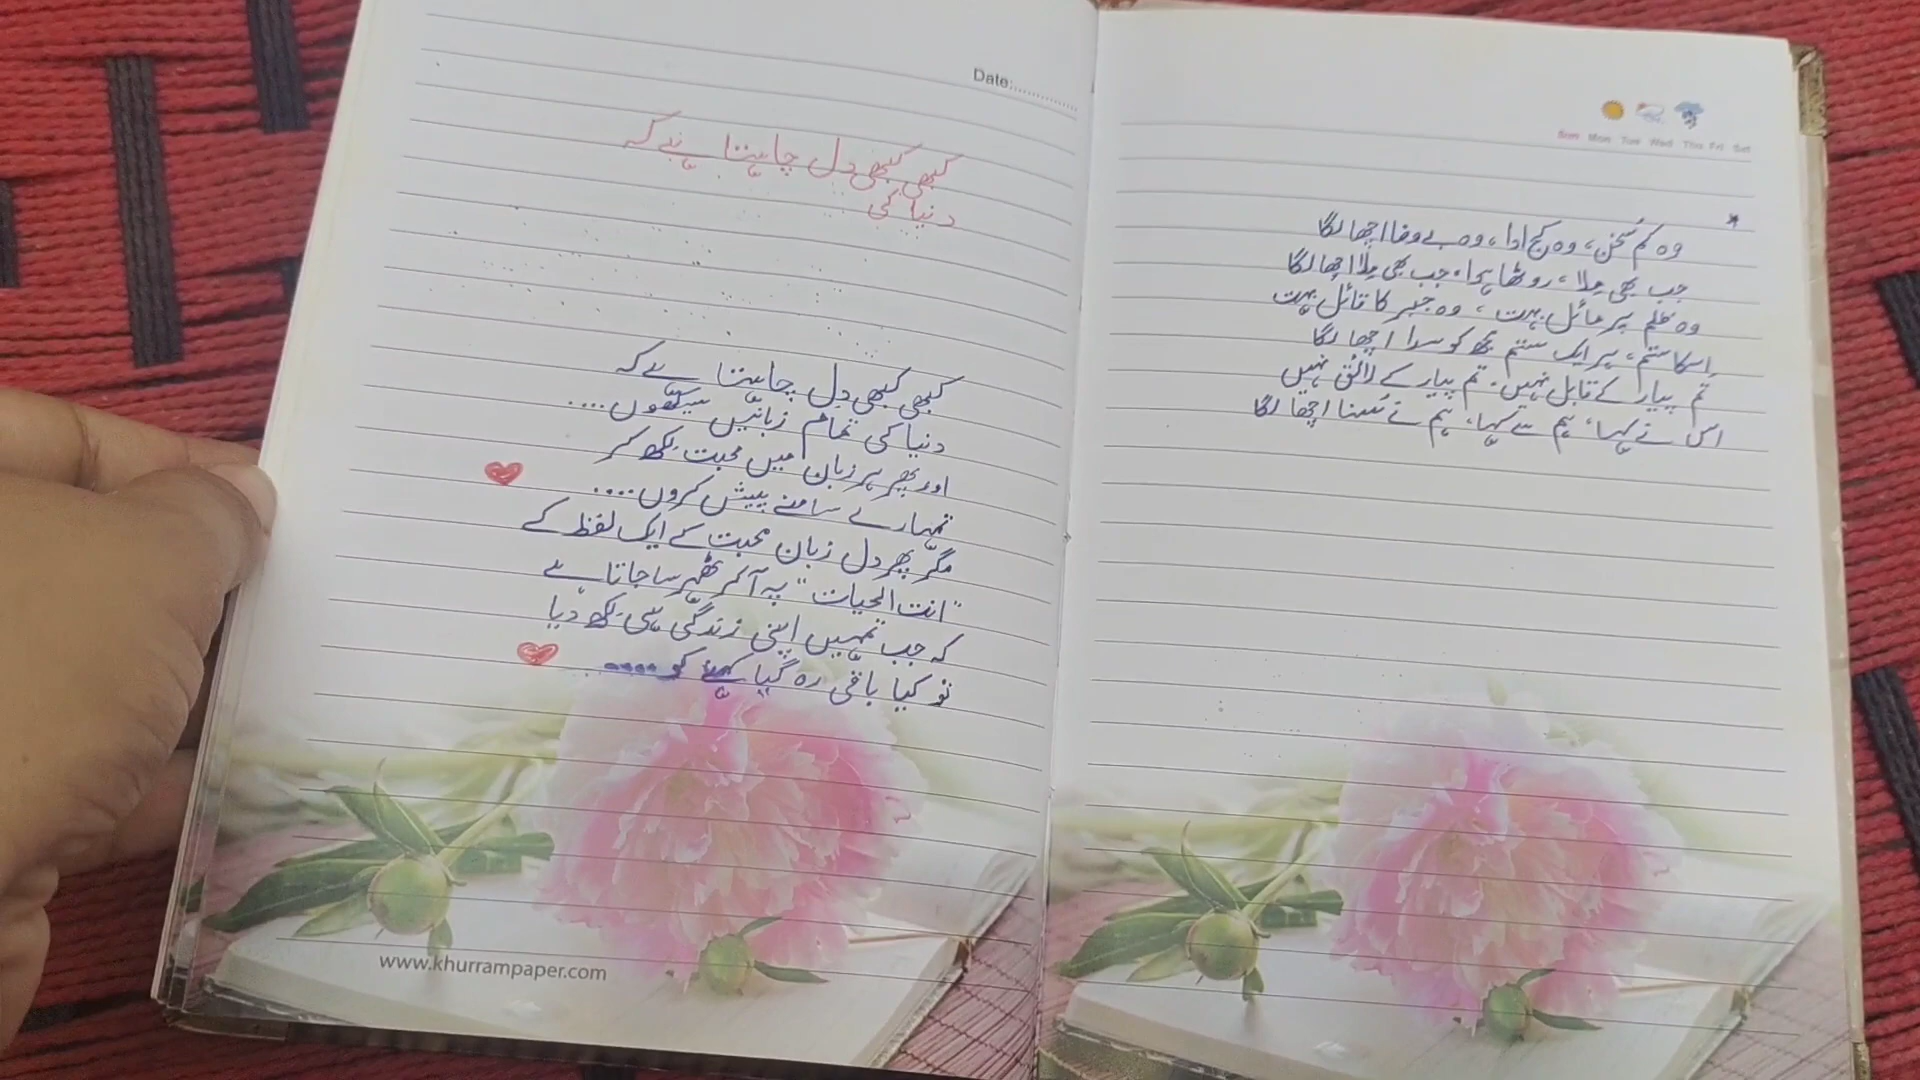 Date:................
کبھی کبھی دل چاہتا ہے کہ
دنیا کی
کبھی کبھی دل چاہتا ہے کہ
دنیا کی تمام زبانیں سیکھوں ....
اور پھر ہر زبان میں محبت لکھ کر
تمہارے سامنے پیش کروں ....
مگر پھر دل زبان محبت کے ایک لفظ کے
"انت الحیات" پہ آ کر ٹھہر سا جاتا ہے
کہ جب تمہیں اپنی زندگی ہی لکھ دیا
تو کیا باقی رہ گیا کہنے کو ....
www.khurrampaper.com
Sun Mon Tue Wed Thu Fri Sat
*
وہ کم سُخن، وہ کج ادا، وہ بے وفا اچھا لگا
جب بھی مِلا، روٹھا ہوا، جب بھی مِلا اچھا لگا
وہ ظلم پر مائل بہت، وہ جبر کا قائل بہت
اسکا ستم، ہر ایک ستم مجھ کو سدا اچھا لگا
تم پیار کے قابل نہیں، تم پیار کے لائق نہیں
اس نے کہا، ہم سے کہا، ہم نے سُنا اچھا لگا